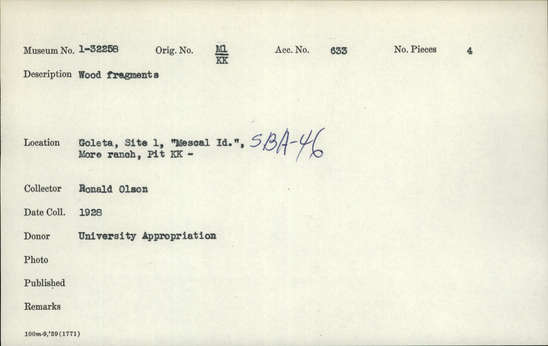 Museum No. 1-32258 Orig. No. M1/KK Acc. No. 633 No. Pieces 4
Description Wood fragments
Location Goleta, Site 1, "Mescal Id.", SBA-46
More ranch, Pit KK -
Collector Ronald Olson
Date Coll. 1928
Donor University Appropriation
Photo
Published
Remarks
100m-9,'59(1771)